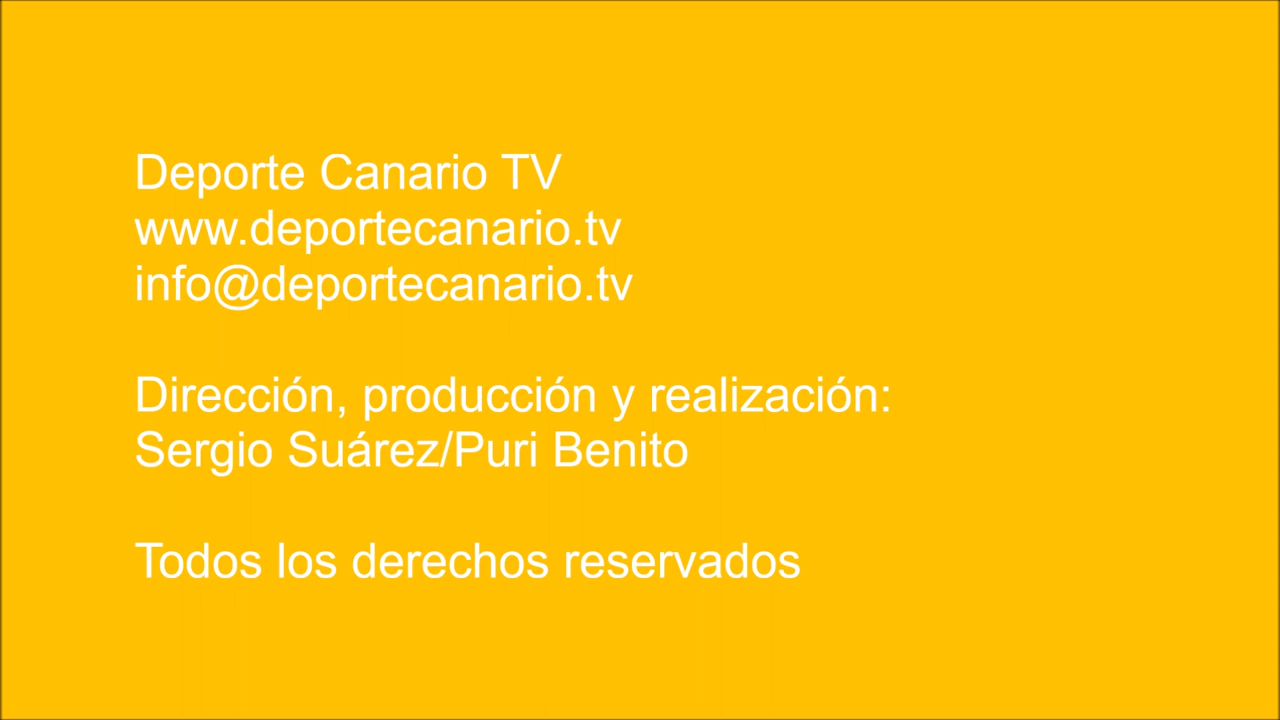 Deporte Canario TV
www.deportecanario.tv
info@deportecanario.tv
Dirección, producción y realización:
Sergio Suárez/Puri Benito
Todos los derechos reservados